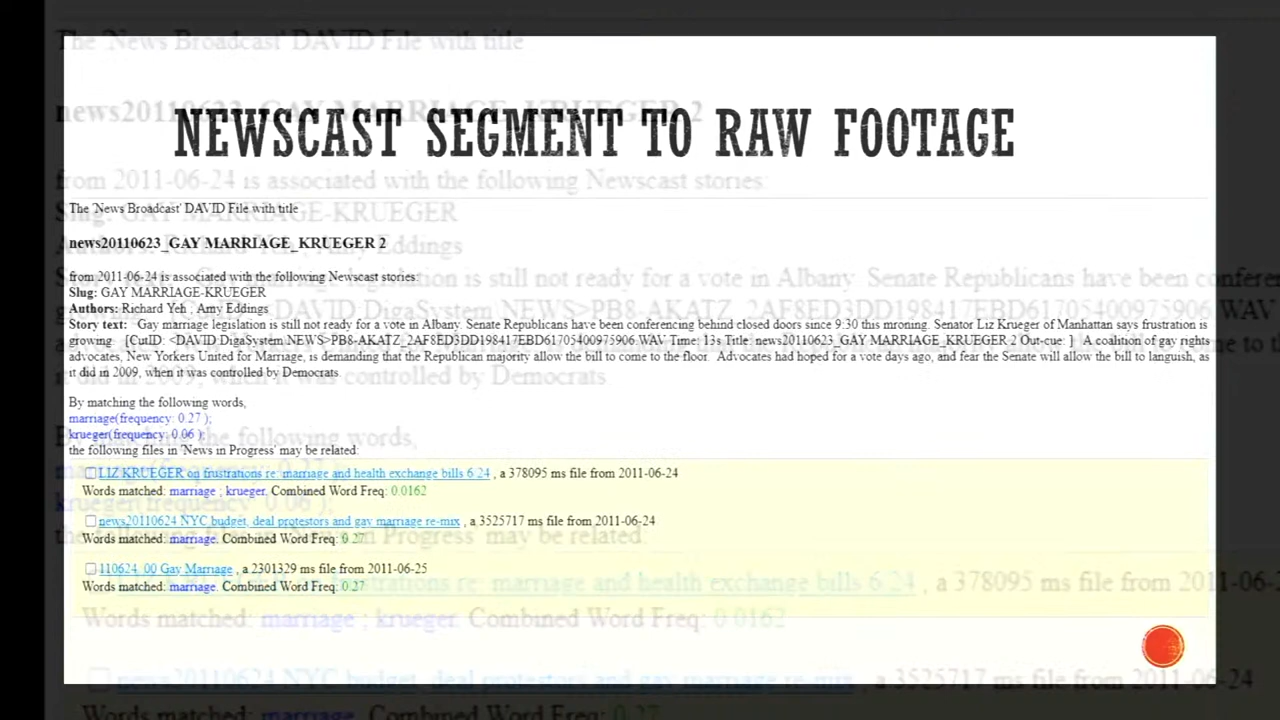 NEWSCAST SEGMENT TO RAW FOOTAGE
The 'News Broadcast' DAVID File with title
news20110623_GAY MARRIAGE_KRUEGER 2
from 2011-06-24 is associated with the following Newscast stories:
Slug: GAY MARRIAGE-KRUEGER
Authors: Richard Yeh ; Amy Eddings
Story text: Gay marriage legislation is still not ready for a vote in Albany. Senate Republicans have been conferencing behind closed doors since 9:30 this mroning. Senator Liz Krueger of Manhattan says frustration is
growing [CutID: <DAVID:DigaSystem.NEWS>PB8-AKATZ_2AF8ED3DD198417EBD61705400975906.WAV Time: 13s Title: news20110623_GAY MARRIAGE_KRUEGER 2 Out-cue: ] A coalition of gay rights
advocates, New Yorkers United for Marriage, is demanding that the Republican majority allow the bill to come to the floor. Advocates had hoped for a vote days ago, and fear the Senate will allow the bill to languish, as
it did in 2009, when it was controlled by Democrats
By matching the following words,
marriage(frequency: 0.27 );
krueger(frequency: 0.06 );
the following files in 'News in Progress' may be related:
LIZ KRUEGER on frustrations re: marriage and health exchange bills 6.24 , a 378095 ms file from 2011-06-24
Words matched: marriage ; krueger. Combined Word Freq: 0.0162
news20110624 NYC budget, deal protestors and gay marriage re-mix , a 3525717 ms file from 2011-06-24
Words matched: marriage. Combined Word Freq: 0.27
110624_00 Gay Marriage , a 2301329 ms file from 2011-06-25
Words matched: marriage. Combined Word Freq: 0.27